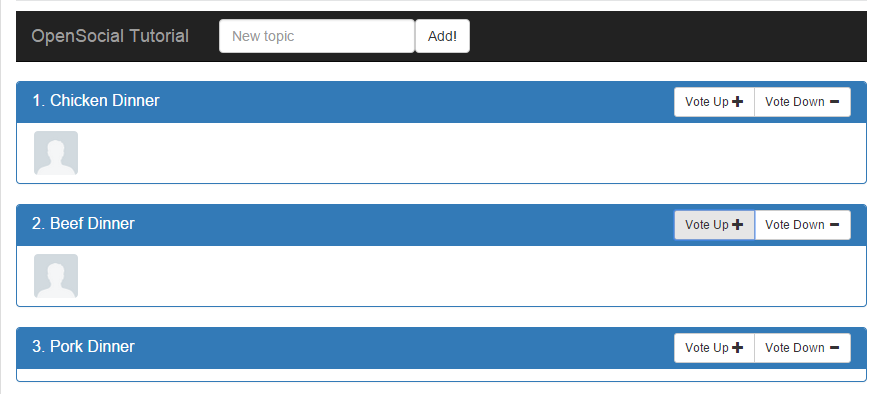 OpenSocial Tutorial New topic Add!
1. Chicken Dinner Vote Up Vote Down
2. Beef Dinner Vote Up Vote Down
3. Pork Dinner Vote Up Vote Down